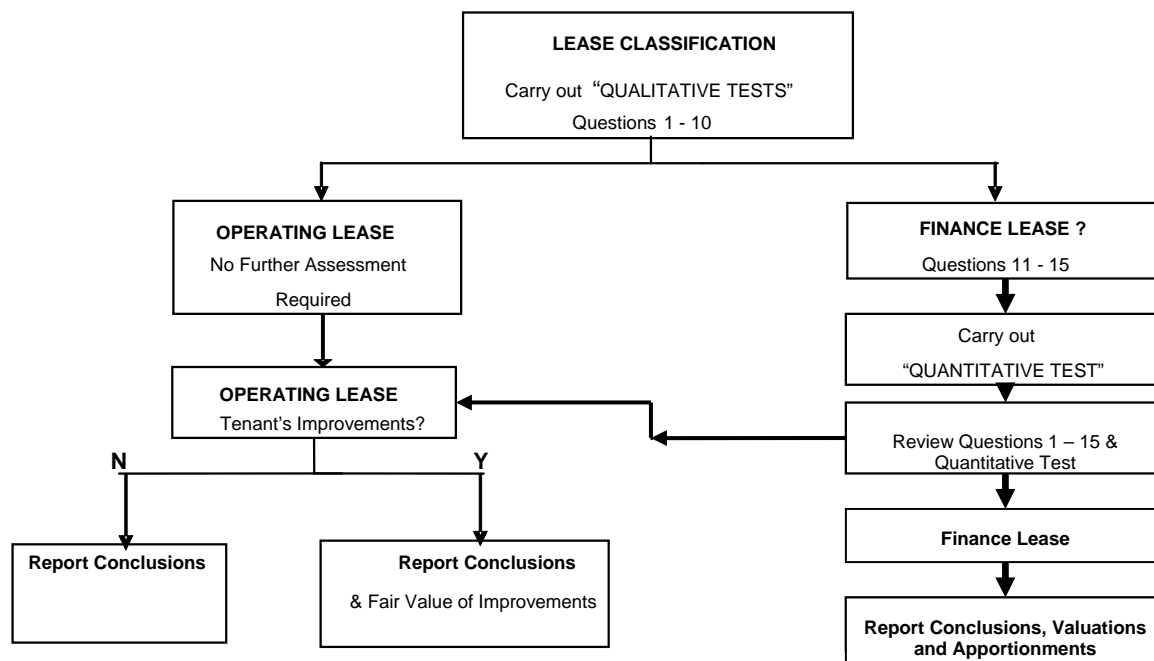 LEASE CLASSIFICATION
Carry out “QUALITATIVE TESTS”
Questions 1 - 10
OPERATING LEASE
No Further Assessment
Required
FINANCE LEASE ?
Questions 11 - 15
Carry out
“QUANTITATIVE TEST”
OPERATING LEASE
Tenant’s Improvements?
Review Questions 1 – 15 &
Quantitative Test
N
Y
Report Conclusions
Report Conclusions
& Fair Value of Improvements
Finance Lease
Report Conclusions, Valuations
and Apportionments